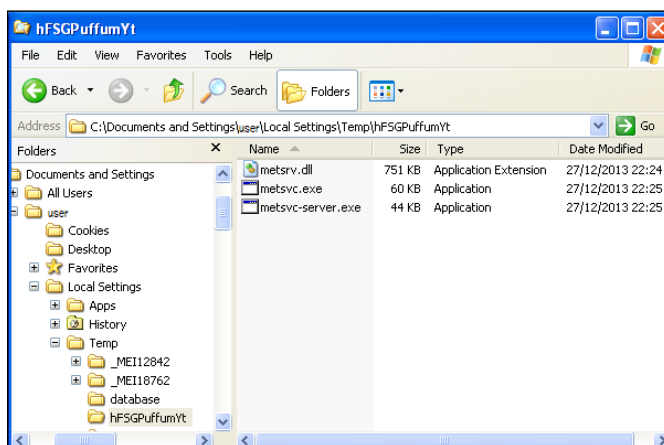 hFSGPuffumYt
File Edit View Favorites Tools Help
Back Search Folders
Address C:\Documents and Settings\user\Local Settings\Temp\hFSGPuffumYt Go
Folders Name Size Type Date Modified
Documents and Settings metsrv.dll 751 KB Application Extension 27/12/2013 22:24
All Users metsvc.exe 60 KB Application 27/12/2013 22:25
user metsvc-server.exe 44 KB Application 27/12/2013 22:25
Cookies
Desktop
Favorites
Local Settings
Apps
History
Temp
_MEI12842
_MEI18762
database
hFSGPuffumYt